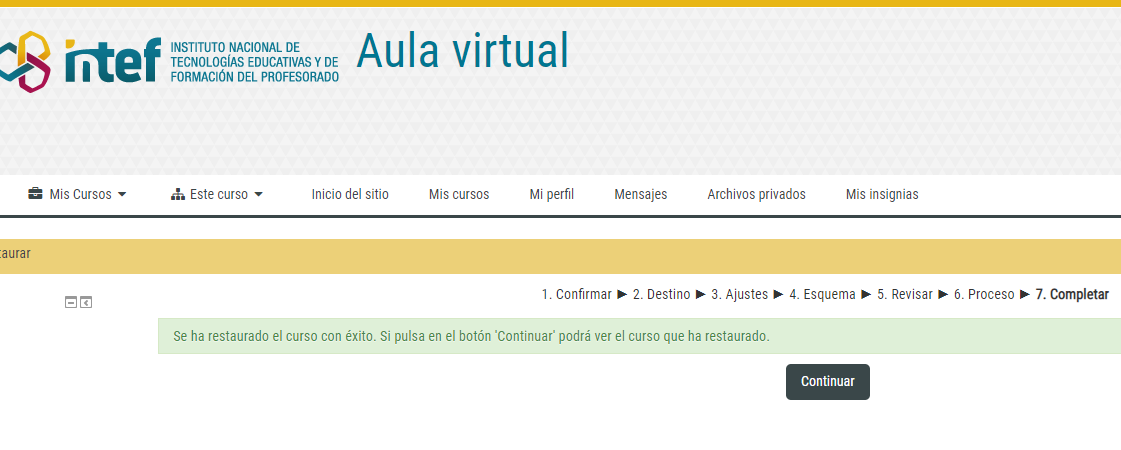 intef
INSTITUTO NACIONAL DE
TECNOLOGÍAS EDUCATIVAS Y DE
FORMACIÓN DEL PROFESORADO
Aula virtual
Mis Cursos Este curso Inicio del sitio Mis cursos Mi perfil Mensajes Archivos privados Mis insignias
taurar
1. Confirmar ► 2. Destino ► 3. Ajustes ► 4. Esquema ► 5. Revisar ► 6. Proceso ► 7. Completar
Se ha restaurado el curso con éxito. Si pulsa en el botón 'Continuar' podrá ver el curso que ha restaurado.
Continuar